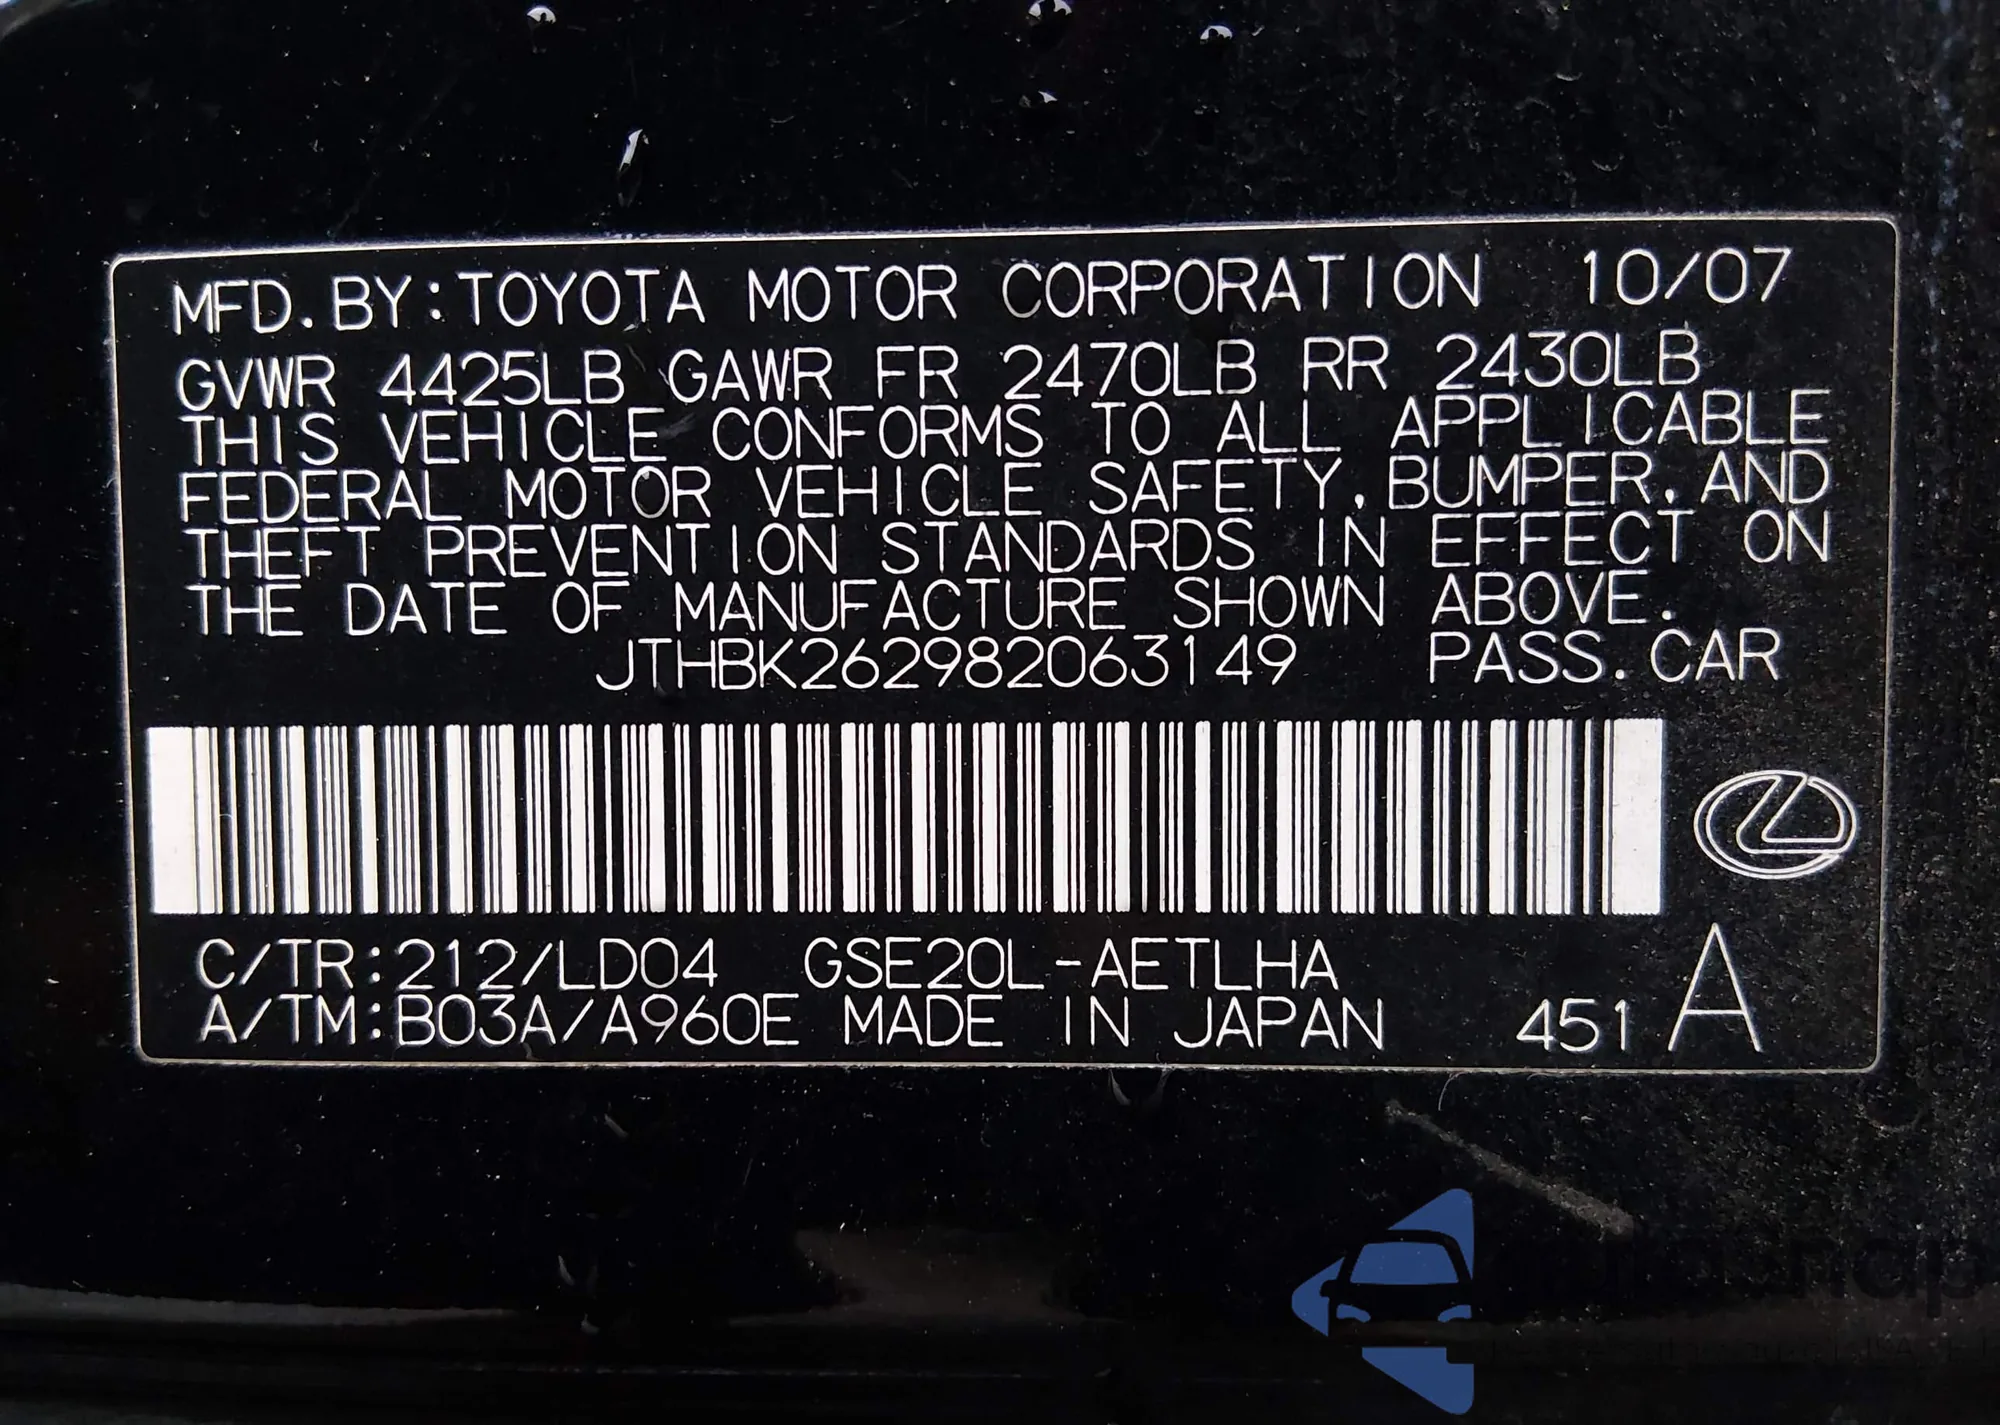 MFD.BY:TOYOTA MOTOR CORPORATION 10/07
GVWR 4425LB GAWR FR 2470LB RR 2430LB
THIS VEHICLE CONFORMS TO ALL APPLICABLE
FEDERAL MOTOR VEHICLE SAFETY,BUMPER,AND
THEFT PREVENTION STANDARDS IN EFFECT ON
THE DATE OF MANUFACTURE SHOWN ABOVE.
JTHBK262982063149 PASS.CAR
C/TR:212/LD04 GSE20L-AETLHA
A/TM:B03A/A960E MADE IN JAPAN 451 A